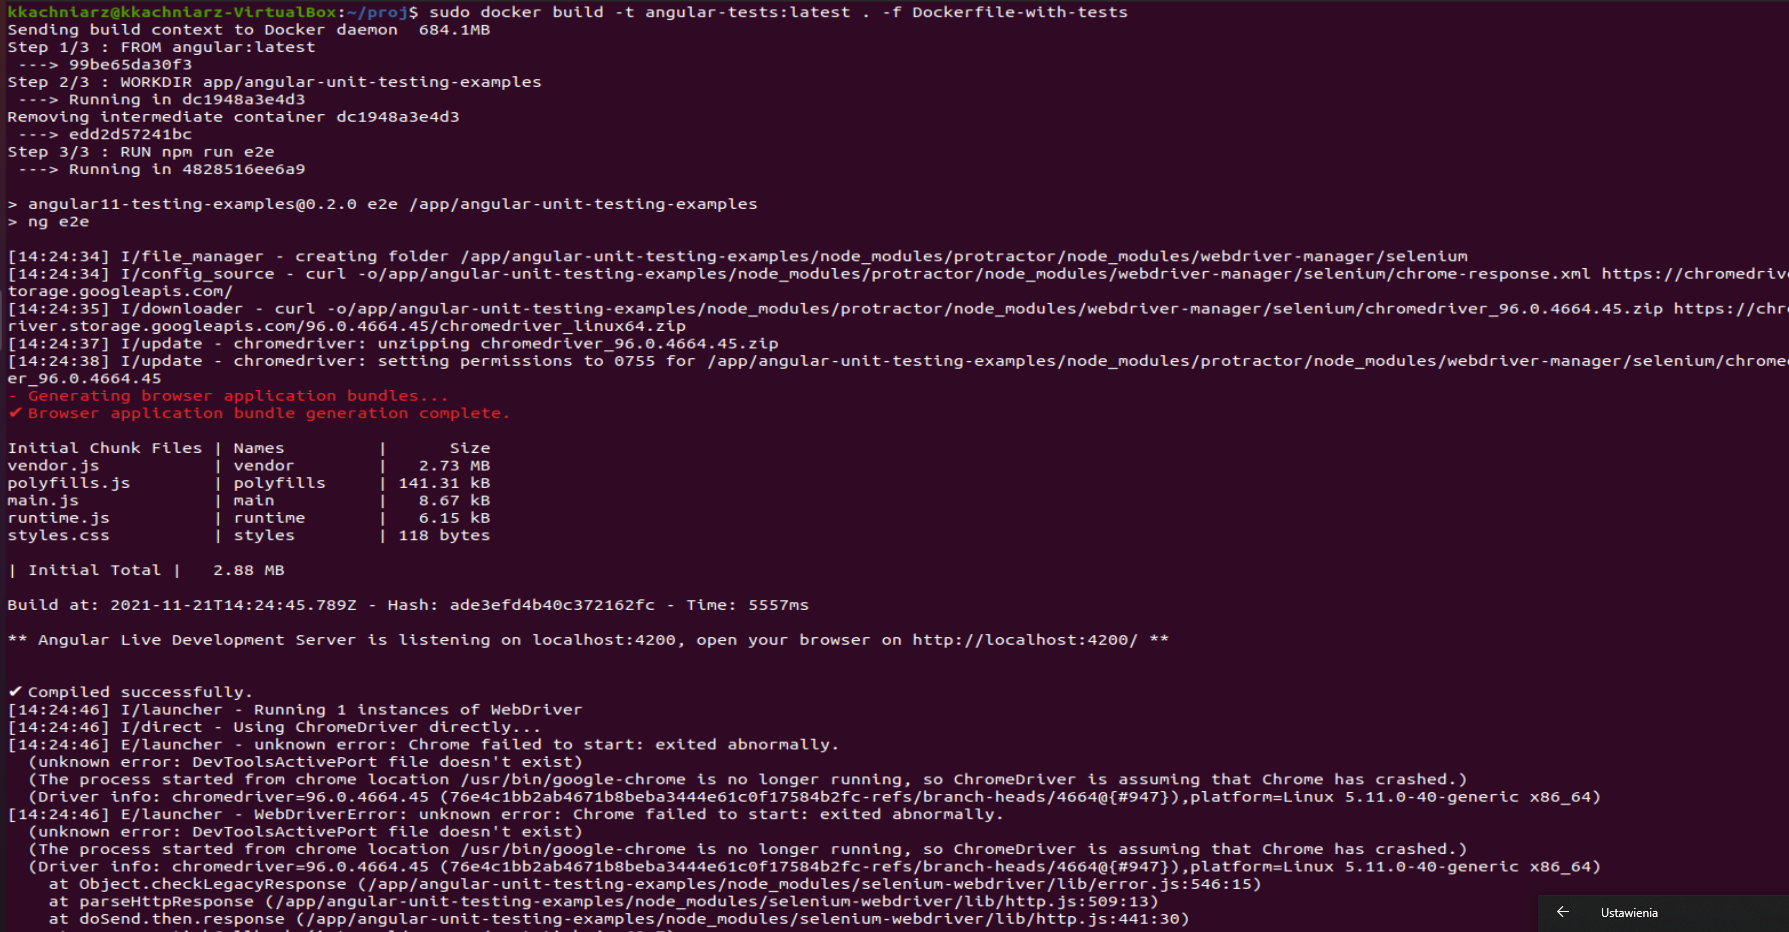 kkachniarz@kkachniarz-VirtualBox:~/proj$ sudo docker build -t angular-tests:latest . -f Dockerfile-with-tests
Sending build context to Docker daemon  684.1MB
Step 1/3 : FROM angular:latest
 ---> 99be65da30f3
Step 2/3 : WORKDIR app/angular-unit-testing-examples
 ---> Running in dc1948a3e4d3
Removing intermediate container dc1948a3e4d3
 ---> edd2d57241bc
Step 3/3 : RUN npm run e2e
 ---> Running in 4828516ee6a9
> angular11-testing-examples@0.2.0 e2e /app/angular-unit-testing-examples
> ng e2e
[14:24:34] I/file_manager - creating folder /app/angular-unit-testing-examples/node_modules/protractor/node_modules/webdriver-manager/selenium
[14:24:34] I/config_source - curl -o/app/angular-unit-testing-examples/node_modules/protractor/node_modules/webdriver-manager/selenium/chrome-response.xml https://chromedriv
torage.googleapis.com/
[14:24:35] I/downloader - curl -o/app/angular-unit-testing-examples/node_modules/protractor/node_modules/webdriver-manager/selenium/chromedriver_96.0.4664.45.zip https://chr
river.storage.googleapis.com/96.0.4664.45/chromedriver_linux64.zip
[14:24:37] I/update - chromedriver: unzipping chromedriver_96.0.4664.45.zip
[14:24:38] I/update - chromedriver: setting permissions to 0755 for /app/angular-unit-testing-examples/node_modules/protractor/node_modules/webdriver-manager/selenium/chrome
er_96.0.4664.45
- Generating browser application bundles...
✔ Browser application bundle generation complete.
Initial Chunk Files | Names         |      Size
vendor.js           | vendor        |   2.73 MB
polyfills.js        | polyfills     | 141.31 kB
main.js             | main          |   8.67 kB
runtime.js          | runtime       |   6.15 kB
styles.css          | styles        | 118 bytes
| Initial Total |   2.88 MB
Build at: 2021-11-21T14:24:45.789Z - Hash: ade3efd4b40c372162fc - Time: 5557ms
** Angular Live Development Server is listening on localhost:4200, open your browser on http://localhost:4200/ **
✔ Compiled successfully.
[14:24:46] I/launcher - Running 1 instances of WebDriver
[14:24:46] I/direct - Using ChromeDriver directly...
[14:24:46] E/launcher - unknown error: Chrome failed to start: exited abnormally.
  (unknown error: DevToolsActivePort file doesn't exist)
  (The process started from chrome location /usr/bin/google-chrome is no longer running, so ChromeDriver is assuming that Chrome has crashed.)
  (Driver info: chromedriver=96.0.4664.45 (76e4c1bb2ab4671b8beba3444e61c0f17584b2fc-refs/branch-heads/4664@{#947}),platform=Linux 5.11.0-40-generic x86_64)
[14:24:46] E/launcher - WebDriverError: unknown error: Chrome failed to start: exited abnormally.
  (unknown error: DevToolsActivePort file doesn't exist)
  (The process started from chrome location /usr/bin/google-chrome is no longer running, so ChromeDriver is assuming that Chrome has crashed.)
  (Driver info: chromedriver=96.0.4664.45 (76e4c1bb2ab4671b8beba3444e61c0f17584b2fc-refs/branch-heads/4664@{#947}),platform=Linux 5.11.0-40-generic x86_64)
    at Object.checkLegacyResponse (/app/angular-unit-testing-examples/node_modules/selenium-webdriver/lib/error.js:546:15)
    at parseHttpResponse (/app/angular-unit-testing-examples/node_modules/selenium-webdriver/lib/http.js:509:13)
    at doSend.then.response (/app/angular-unit-testing-examples/node_modules/selenium-webdriver/lib/http.js:441:30)
← Ustawienia